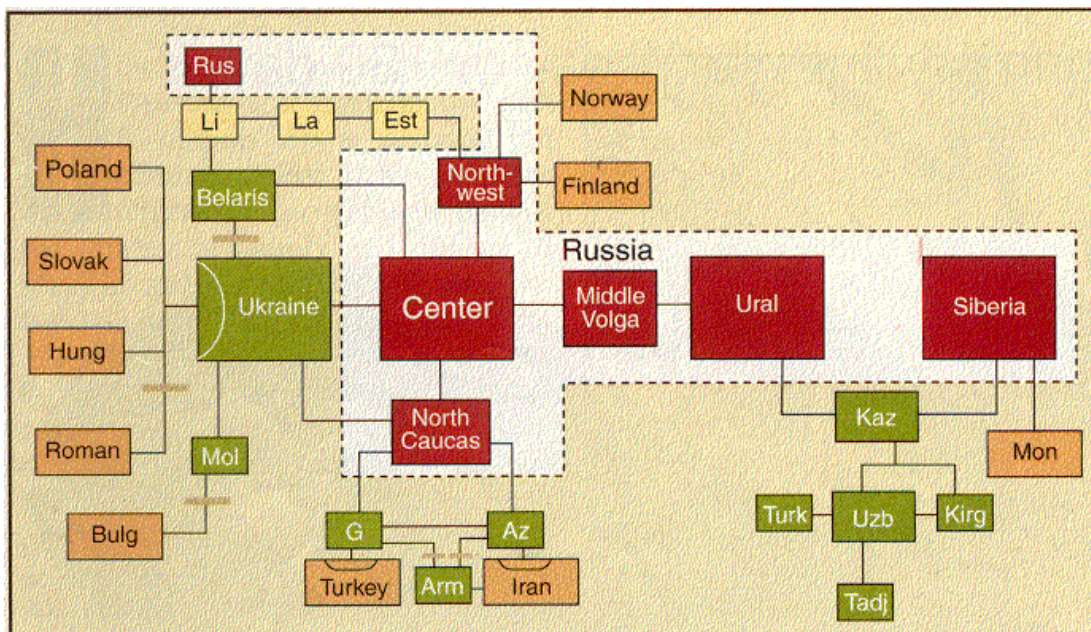 Rus
Norway
Li
La
Est
Poland
North-
west
Finland
Belaris
Russia
Slovak
Ukraine
Center
Middle
Volga
Ural
Siberia
Hung
North
Caucas
Kaz
Roman
Mol
Mon
Bulg
G
Az
Turk
Uzb
Kirg
Turkey
Arm
Iran
Tadj